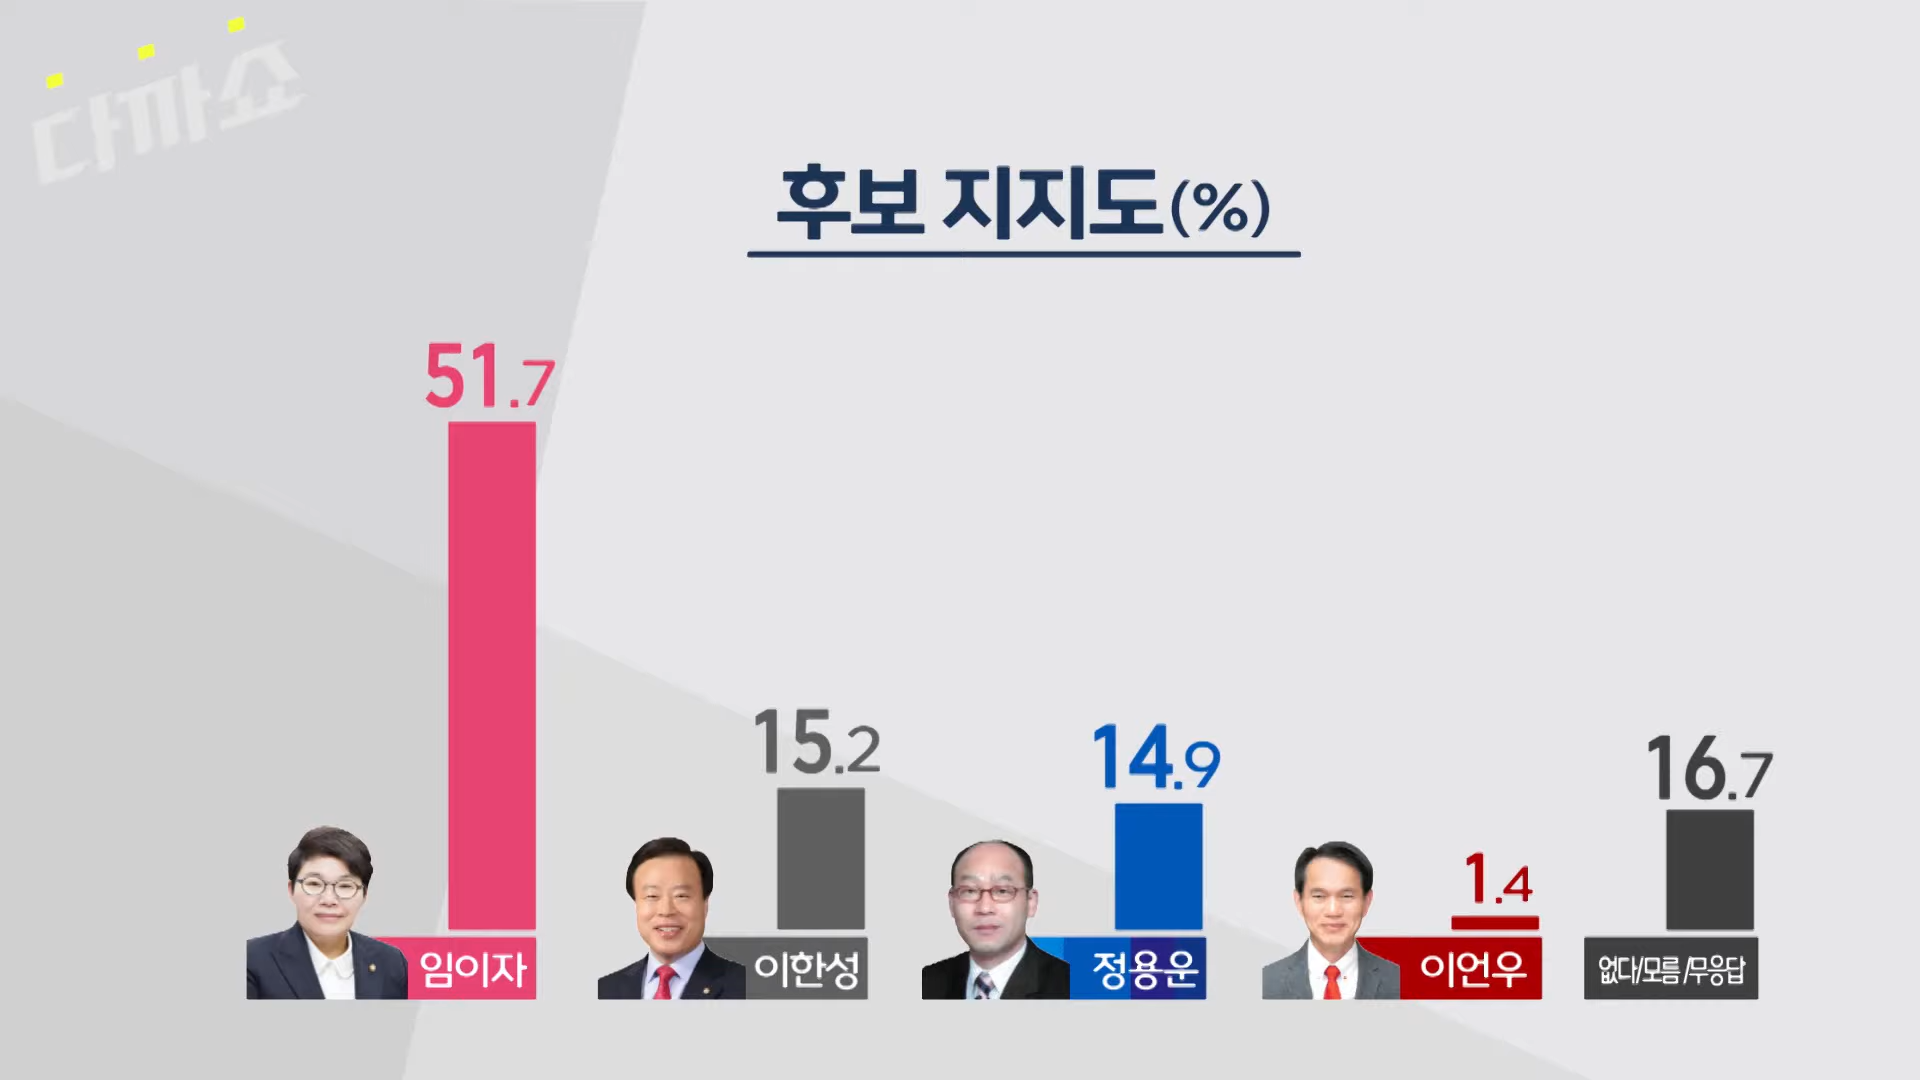 다까쇼
후보 지지도(%)
51.7
15.2
14.9
1.4
16.7
임이자
이한성
정용운
이언우
없다/모름/무응답